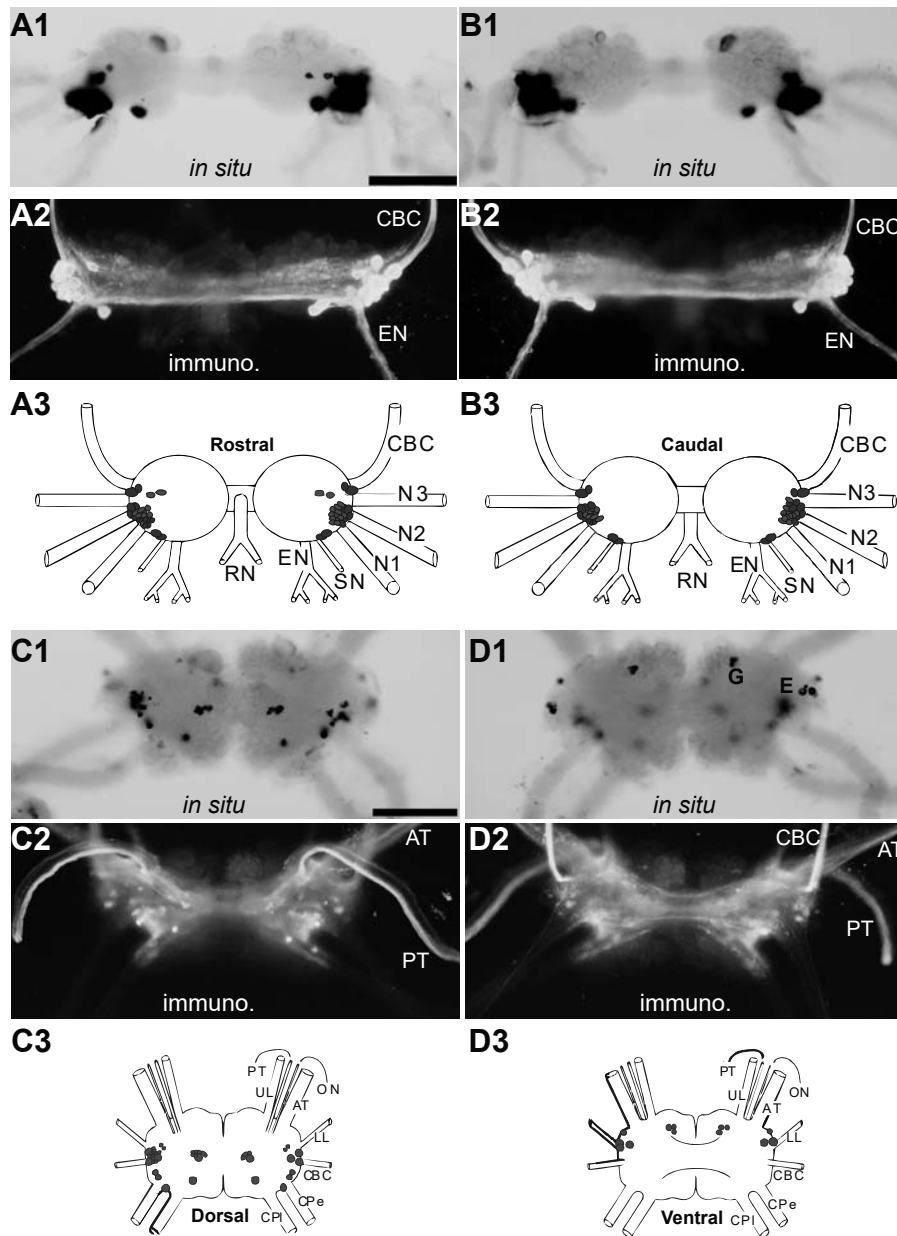 A1
B1
in situ
in situ
A2
CBC
B2
CBC
EN
EN
immuno.
immuno.
A3
B3
Rostral
CBC
Caudal
CBC
N3
N3
N2
N2
EN
N1
EN
N1
RN
SN
RN
SN
C1
D1
G
E
in situ
in situ
C2
AT
D2
CBC
AT
PT
PT
immuno.
immuno.
C3
D3
PT
ON
PT
ON
UL
AT
UL
AT
LL
LL
CBC
CBC
CPe
CPe
Dorsal
CPl
Ventral
CPl